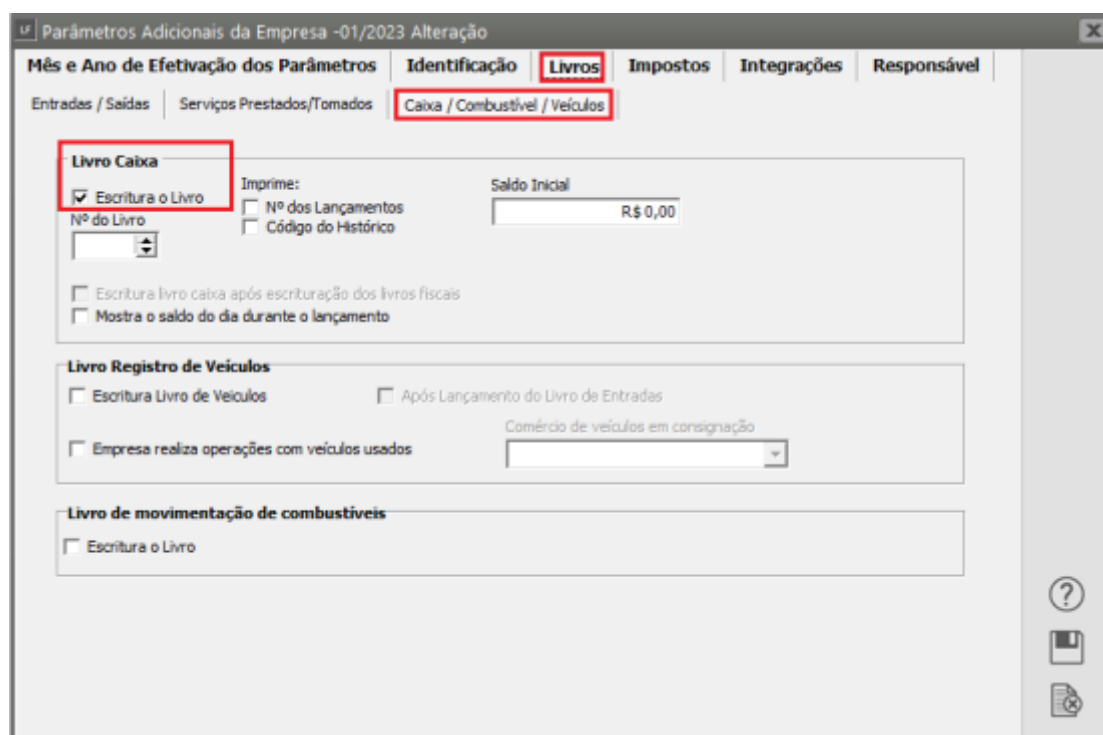 LF Parâmetros Adicionais da Empresa -01/2023 Alteração
Mês e Ano de Efetivação dos Parâmetros Identificação Livros Impostos Integrações Responsável
Entradas / Saídas Serviços Prestados/Tomados Caixa / Combustível / Veículos
Livro Caixa
Escritura o Livro Imprime: Saldo Inicial
Nº dos Lançamentos R$ 0,00
Nº do Livro Código do Histórico
Escritura livro caixa após escrituração dos livros fiscais
Mostra o saldo do dia durante o lançamento
Livro Registro de Veículos
Escritura Livro de Veiculos Após Lançamento do Livro de Entradas
Comércio de veículos em consignação
Empresa realiza operações com veículos usados
Livro de movimentação de combustíveis
Escritura o Livro